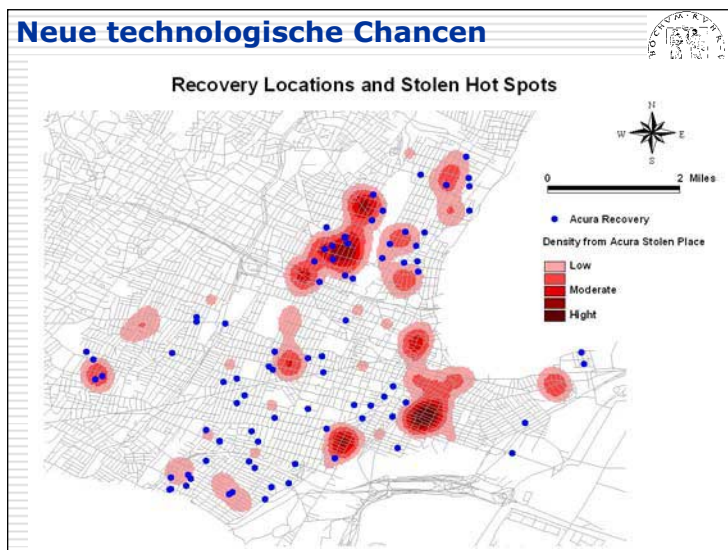 Neue technologische Chancen
Recovery Locations and Stolen Hot Spots
N
W E
S
0 2 Miles
Acura Recovery
Density from Acura Stolen Place
Low
Moderate
Hight